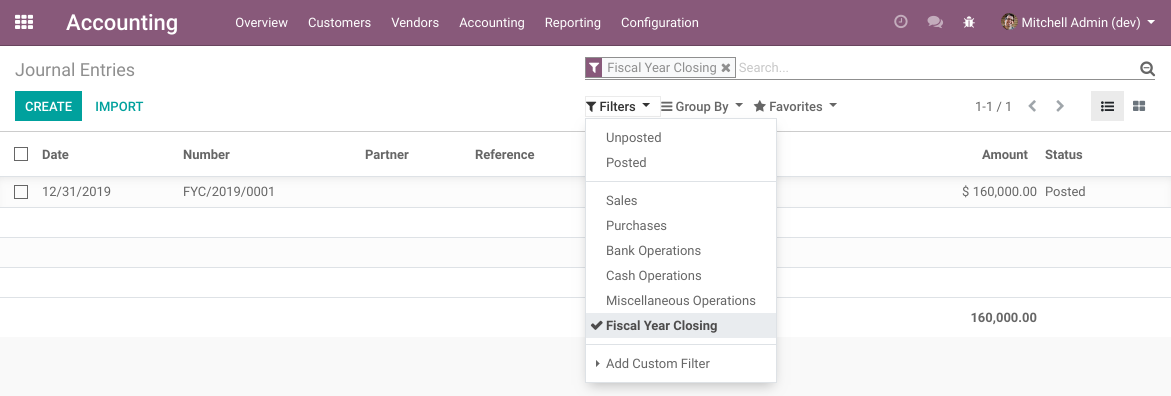 Accounting Overview Customers Vendors Accounting Reporting Configuration Mitchell Admin (dev)
Journal Entries Fiscal Year Closing Search...
CREATE IMPORT Filters Group By Favorites 1-1 / 1
Unposted
Posted
Date Number Partner Reference Amount Status
12/31/2019 FYC/2019/0001 $ 160,000.00 Posted
Sales
Purchases
Bank Operations
Cash Operations
Miscellaneous Operations
Fiscal Year Closing
160,000.00
Add Custom Filter